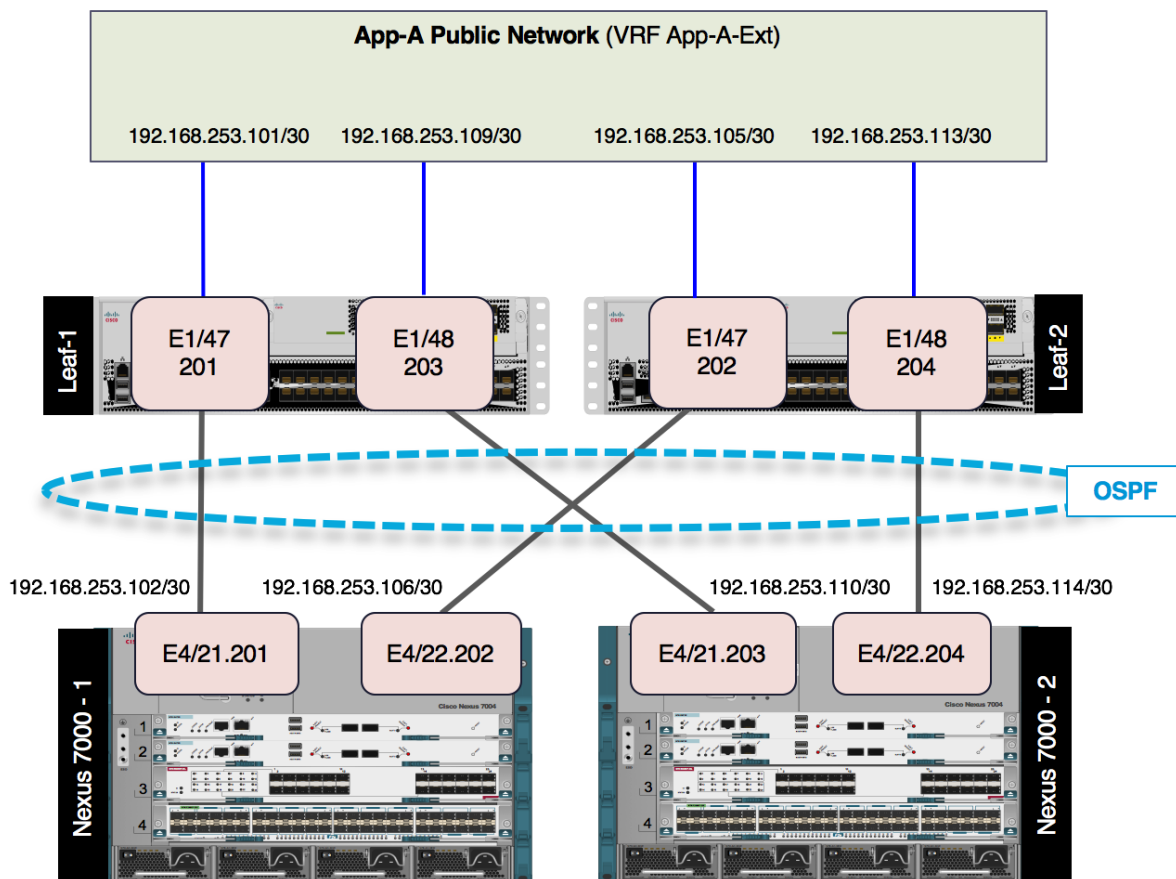 App-A Public Network (VRF App-A-Ext)
192.168.253.101/30
192.168.253.109/30
192.168.253.105/30
192.168.253.113/30
Leaf-1
E1/47
201
E1/48
203
E1/47
202
E1/48
204
Leaf-2
OSPF
192.168.253.102/30
192.168.253.106/30
192.168.253.110/30
192.168.253.114/30
Nexus 7000 - 1
E4/21.201
E4/22.202
E4/21.203
E4/22.204
Nexus 7000 - 2
Cisco Nexus 7004
1
2
3
4
Cisco Nexus 7004
1
2
3
4